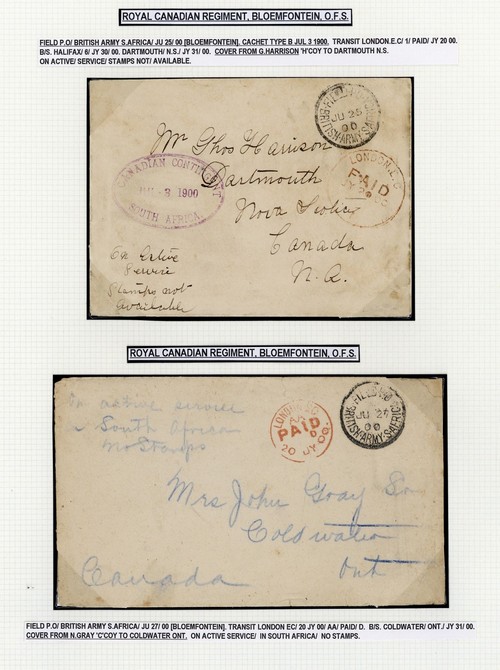 ROYAL CANADIAN REGIMENT, BLOEMFONTEIN, O.F.S.
FIELD P.O/ BRITISH ARMY S.AFRICA/ JU 25/ 00 [BLOEMFONTEIN]. CACHET TYPE B JUL 3 1900. TRANSIT LONDON.E.C/ 1/ PAID/ JY 20 00.
B/S. HALIFAX/ 6/ JY 30/ 00. DARTMOUTH/ N.S./ JY 31/ 00. COVER FROM G.HARRISON 'H'COY TO DARTMOUTH N.S.
ON ACTIVE/ SERVICE/ STAMPS NOT/ AVAILABLE.
FIELD P.O.
BRITISH ARMY S.AFRICA
JU 25
00
Mr Ghos Harrison
Dartmouth
Nova Scotia
Canada
N. A.
CANADIAN CONTINGENT
JUL -3 1900
SOUTH AFRICA.
LONDON.E.C
PAID
JY 20 00
On Active
Service
Stamps not
available
ROYAL CANADIAN REGIMENT, BLOEMFONTEIN, O.F.S.
On active service
South African
No Stamps
LONDON.E.C.
PAID
20 JY 00
FIELD P.O.
BRITISH ARMY S.AFRICA
JU 27
00
Mrs John Gray
Coldwater
Ont
Canada
FIELD P.O/ BRITISH ARMY S.AFRICA/ JU 27/ 00 [BLOEMFONTEIN]. TRANSIT LONDON EC/ 20 JY 00/ AA/ PAID/ D. B/S. COLDWATER/ ONT./ JY 31/ 00.
COVER FROM N.GRAY 'C'COY TO COLDWATER ONT. ON ACTIVE SERVICE/ IN SOUTH AFRICA/ NO STAMPS.